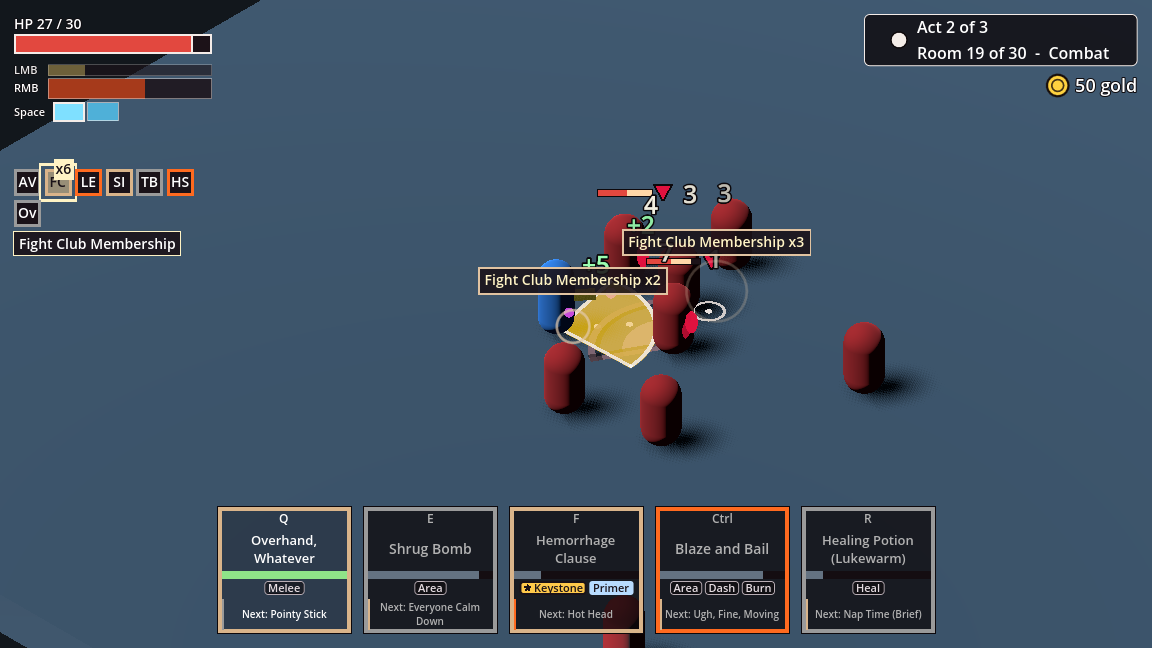 HP 27 / 30
LMB
RMB
Space
Act 2 of 3
Room 19 of 30 - Combat
50 gold
x6
AV FC LE SI TB HS
Ov
Fight Club Membership
3 3
4
+2
Fight Club Membership x3
+5
Fight Club Membership x2
Q
Overhand,
Whatever
Melee
Next: Pointy Stick
E
Shrug Bomb
Area
Next: Everyone Calm
Down
F
Hemorrhage
Clause
Keystone Primer
Next: Hot Head
Ctrl
Blaze and Bail
Area Dash Burn
Next: Ugh, Fine, Moving
R
Healing Potion
(Lukewarm)
Heal
Next: Nap Time (Brief)